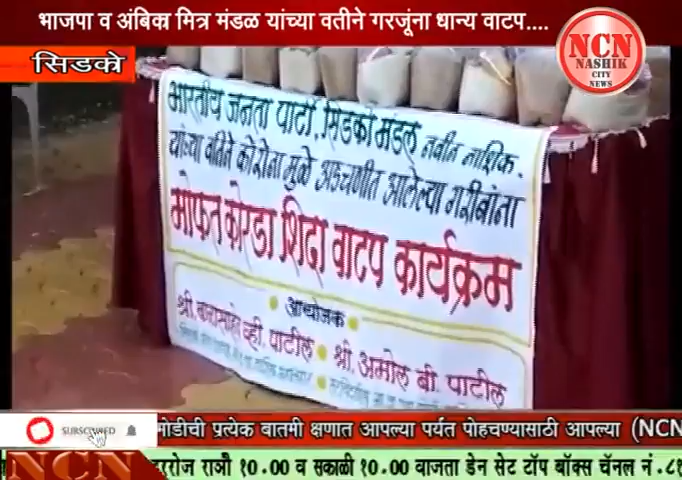 भाजपा व अंबिका मित्र मंडळ यांच्या वतीने गरजूंना धान्य वाटप....
NCN
NASHIK
CITY
NEWS
सिडको
भारतीय जनता पार्टी. सिडको मंडल नवीन नाशिक.
यांच्या वतिने कोरोना मुळे अडचणीत आलेल्या गरीबांना
मोफत कोरडा शिदा वाटप कार्यक्रम
आयोजक
श्री. बाळासाहेब व्ही. पाटील
श्री. अमोल बी. पाटील
SUBSCRIBED
मोडीची प्रत्येक बातमी क्षणात आपल्या पर्यत पोहचण्यासाठी आपल्या (NCN
NCN
दररोज रात्री १०.०० व सकाळी १०.०० वाजता डेन सेट टॉप बॉक्स चॅनल नं .८१